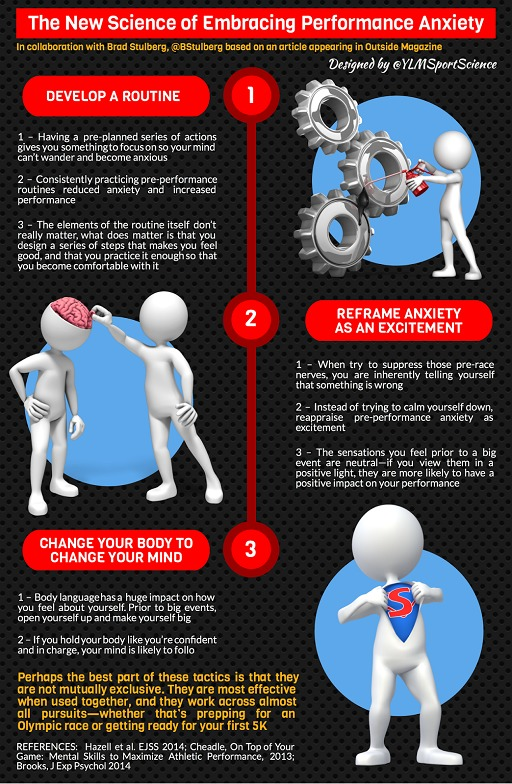 The New Science of Embracing Performance Anxiety
In collaboration with Brad Stulberg, @BStulberg based on an article appearing in Outside Magazine
Designed by @YLMSportScience
DEVELOP A ROUTINE
1
1 – Having a pre-planned series of actions
gives you something to focus on so your mind
can't wander and become anxious
2 – Consistently practicing pre-performance
routines reduced anxiety and increased
performance
3 – The elements of the routine itself don't
really matter, what does matter is that you
design a series of steps that makes you feel
good, and that you practice it enough so that
you become comfortable with it
2
REFRAME ANXIETY
AS AN EXCITEMENT
1 – When try to suppress those pre-race
nerves, you are inherently telling yourself
that something is wrong
2 – Instead of trying to calm yourself down,
reappraise pre-performance anxiety as
excitement
3 – The sensations you feel prior to a big
event are neutral—if you view them in a
positive light, they are more likely to have a
positive impact on your performance
CHANGE YOUR BODY TO
CHANGE YOUR MIND
3
1 – Body language has a huge impact on how
you feel about yourself. Prior to big events,
open yourself up and make yourself big
2 – If you hold your body like you're confident
and in charge, your mind is likely to follo
S
Perhaps the best part of these tactics is that they
are not mutually exclusive. They are most effective
when used together, and they work across almost
all pursuits—whether that's prepping for an
Olympic race or getting ready for your first 5K
REFERENCES: Hazell et al. EJSS 2014; Cheadle, On Top of Your
Game: Mental Skills to Maximize Athletic Performance, 2013;
Brooks, J Exp Psychol 2014